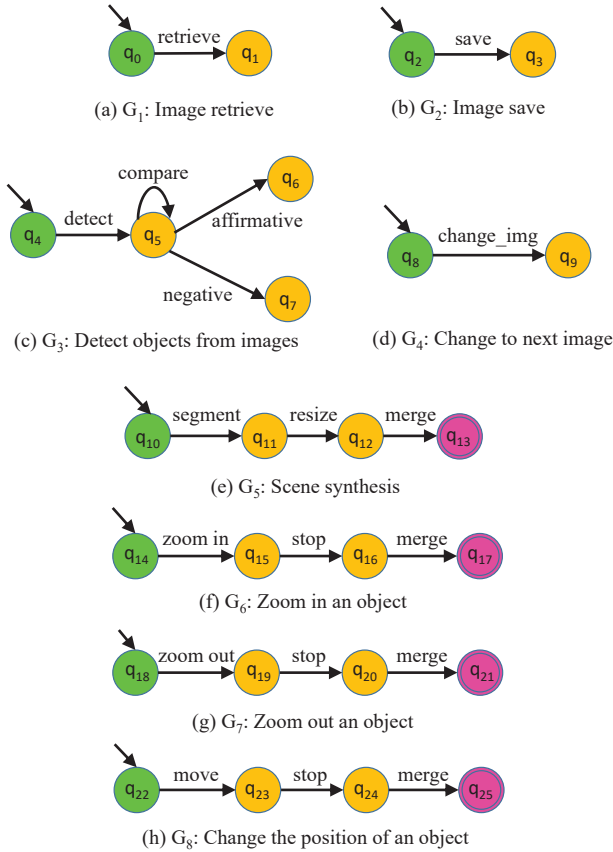 retrieve
q0 q1
(a) G1: Image retrieve
save
q2 q3
(b) G2: Image save
compare
detect
q4 q5 q6
affirmative
negative
q7
(c) G3: Detect objects from images
change_img
q8 q9
(d) G4: Change to next image
segment resize merge
q10 q11 q12 q13
(e) G5: Scene synthesis
zoom in stop merge
q14 q15 q16 q17
(f) G6: Zoom in an object
zoom out stop merge
q18 q19 q20 q21
(g) G7: Zoom out an object
move stop merge
q22 q23 q24 q25
(h) G8: Change the position of an object